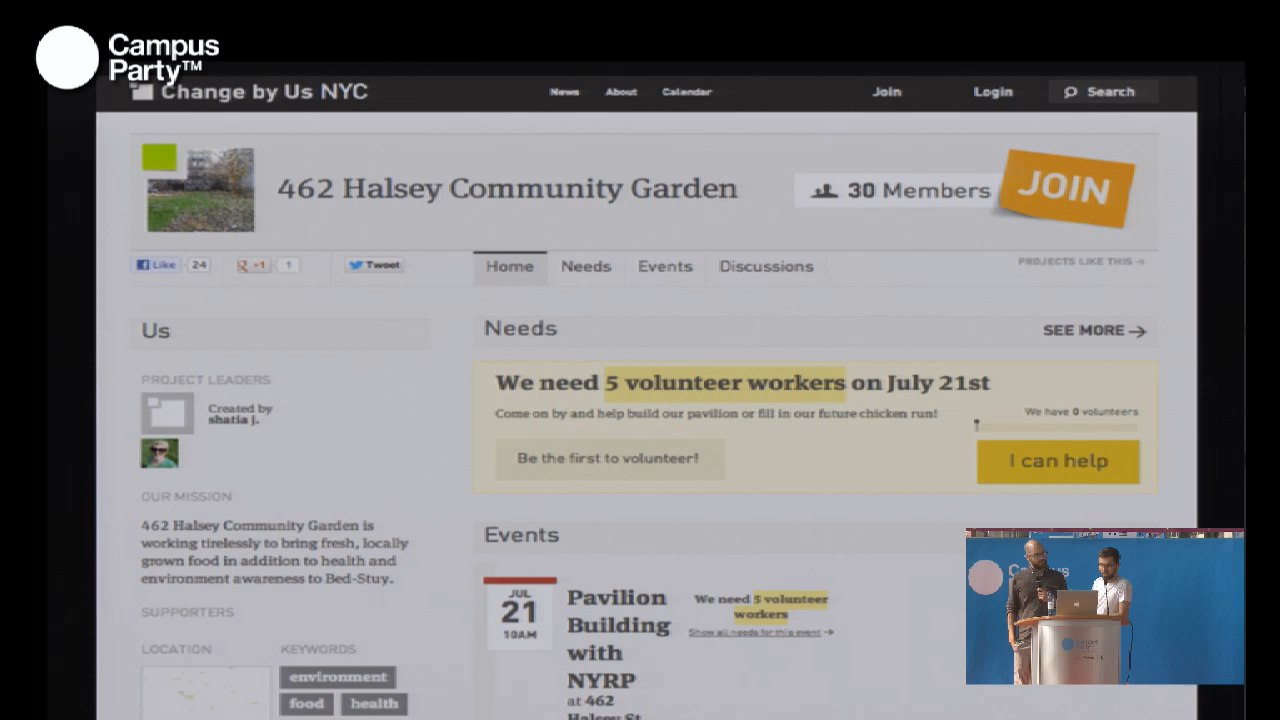 Campus
Party™
Change by Us NYC
News About Calendar
Join Login Search
462 Halsey Community Garden
30 Members
JOIN
Like 24 +1 1 Tweet
Home Needs Events Discussions
PROJECTS LIKE THIS →
Us
Needs
SEE MORE →
PROJECT LEADERS
Created by
shatia j.
We need 5 volunteer workers on July 21st
Come on by and help build our pavilion or fill in our future chicken run!
We have 0 volunteers
Be the first to volunteer!
I can help
OUR MISSION
462 Halsey Community Garden is
working tirelessly to bring fresh, locally
grown food in addition to health and
environment awareness to Bed-Stuy.
SUPPORTERS
LOCATION
KEYWORDS
environment
food health
Events
JUL
21
10AM
Pavilion
Building
with
NYRP
at 462
Halsey St
We need 5 volunteer
workers
Show all needs for this event →